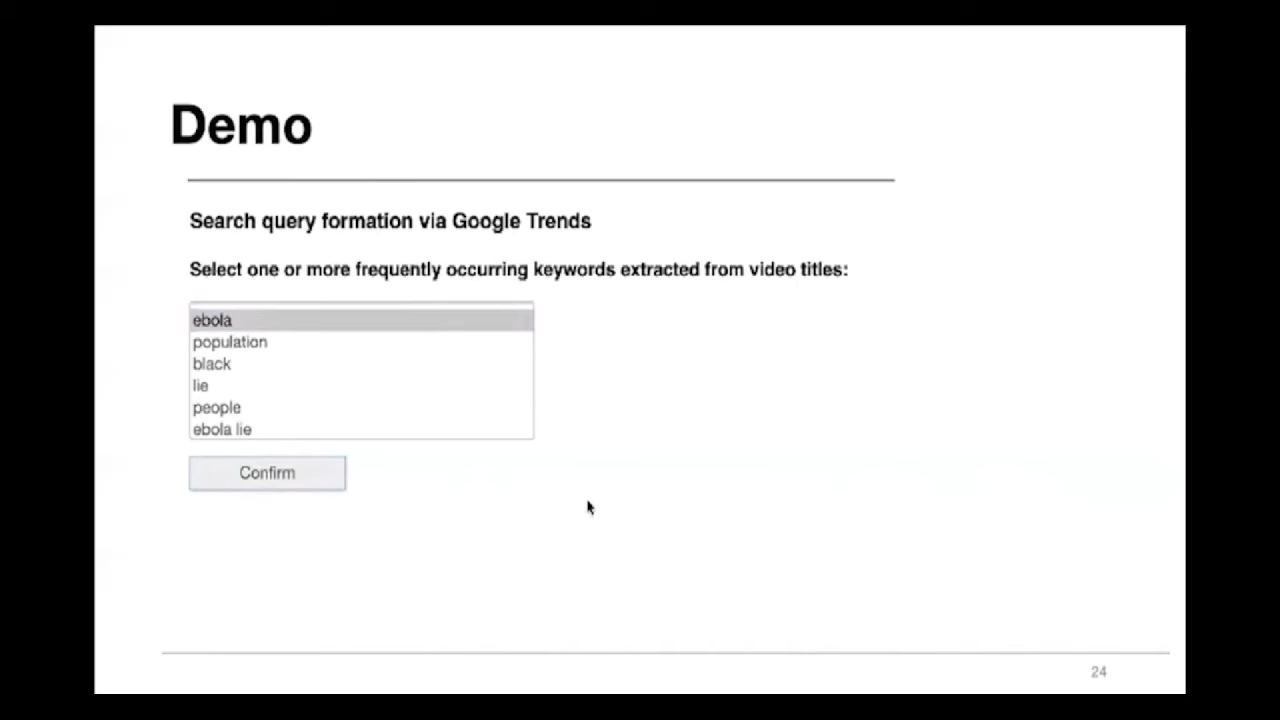 Demo
Search query formation via Google Trends
Select one or more frequently occurring keywords extracted from video titles:
ebola
population
black
lie
people
ebola lie
Confirm
24